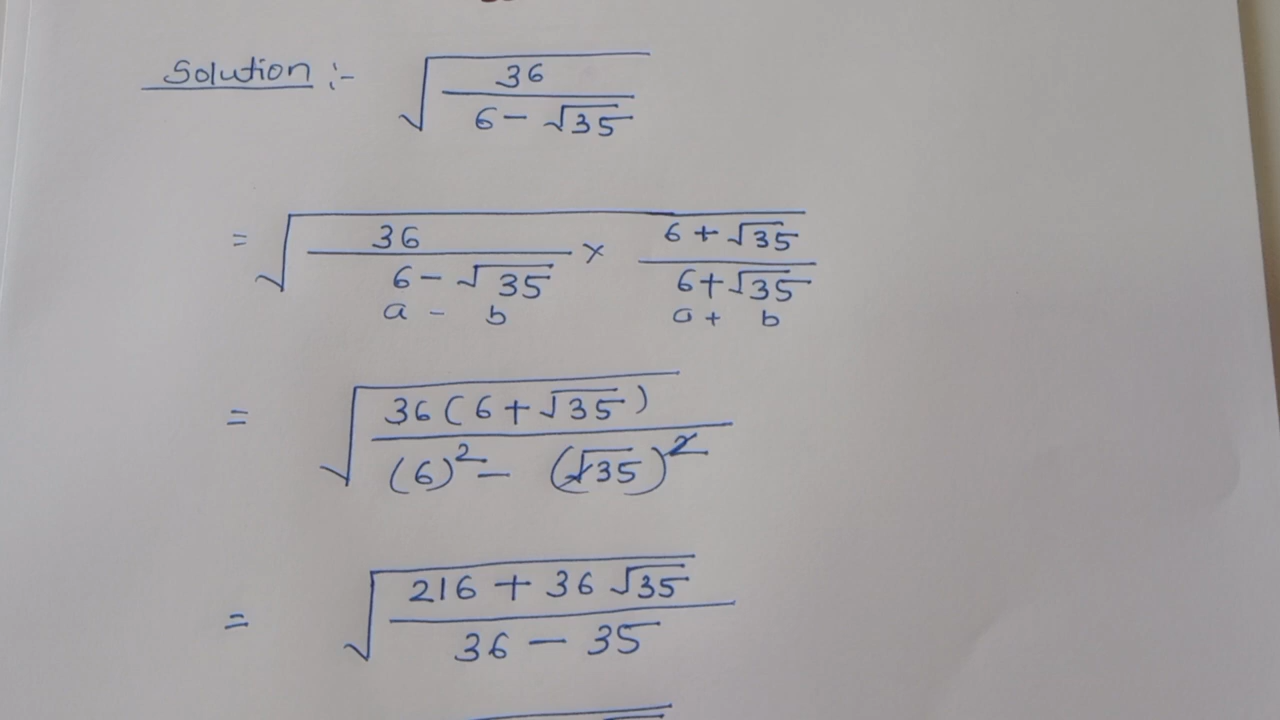 Solution :- √(36 / (6 - √35))
= √(36 / (6 - √35) × (6 + √35) / (6 + √35))
a - b a + b
= √(36(6 + √35) / ((6)² - (√35)²))
= √((216 + 36√35) / (36 - 35))